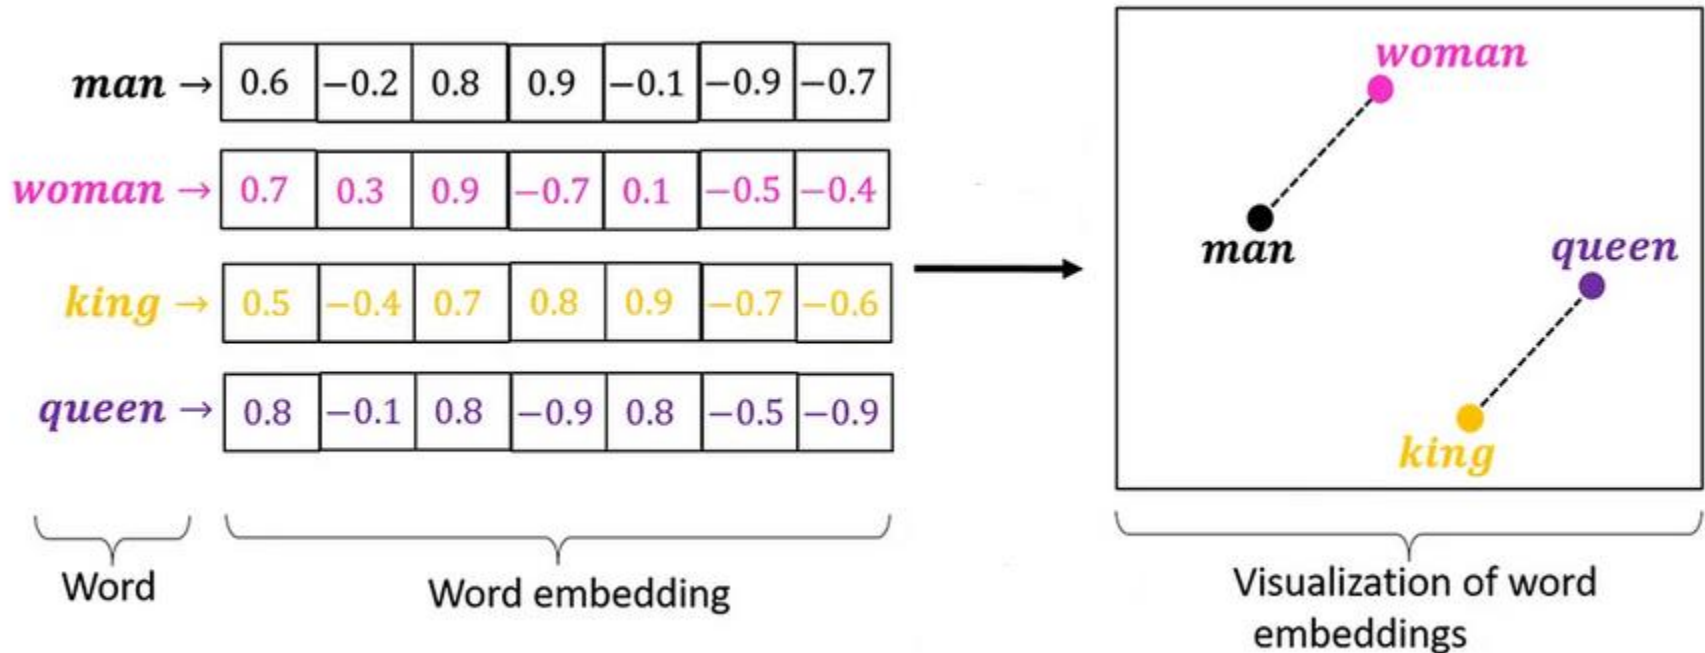 man → 0.6 −0.2 0.8 0.9 −0.1 −0.9 −0.7
woman → 0.7 0.3 0.9 −0.7 0.1 −0.5 −0.4
king → 0.5 −0.4 0.7 0.8 0.9 −0.7 −0.6
queen → 0.8 −0.1 0.8 −0.9 0.8 −0.5 −0.9
Word
Word embedding
woman
man
queen
king
Visualization of word
embeddings